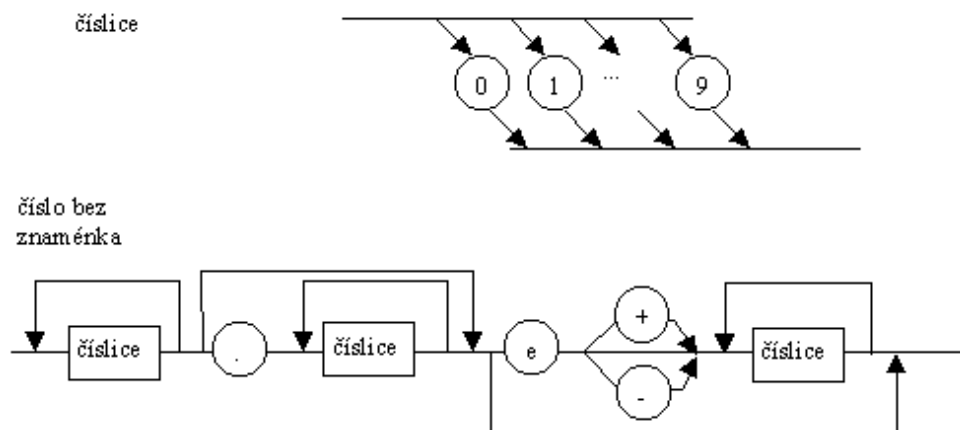 číslice
0 1 ... 9
číslo bez
znaménka
+
číslice . číslice e číslice
-